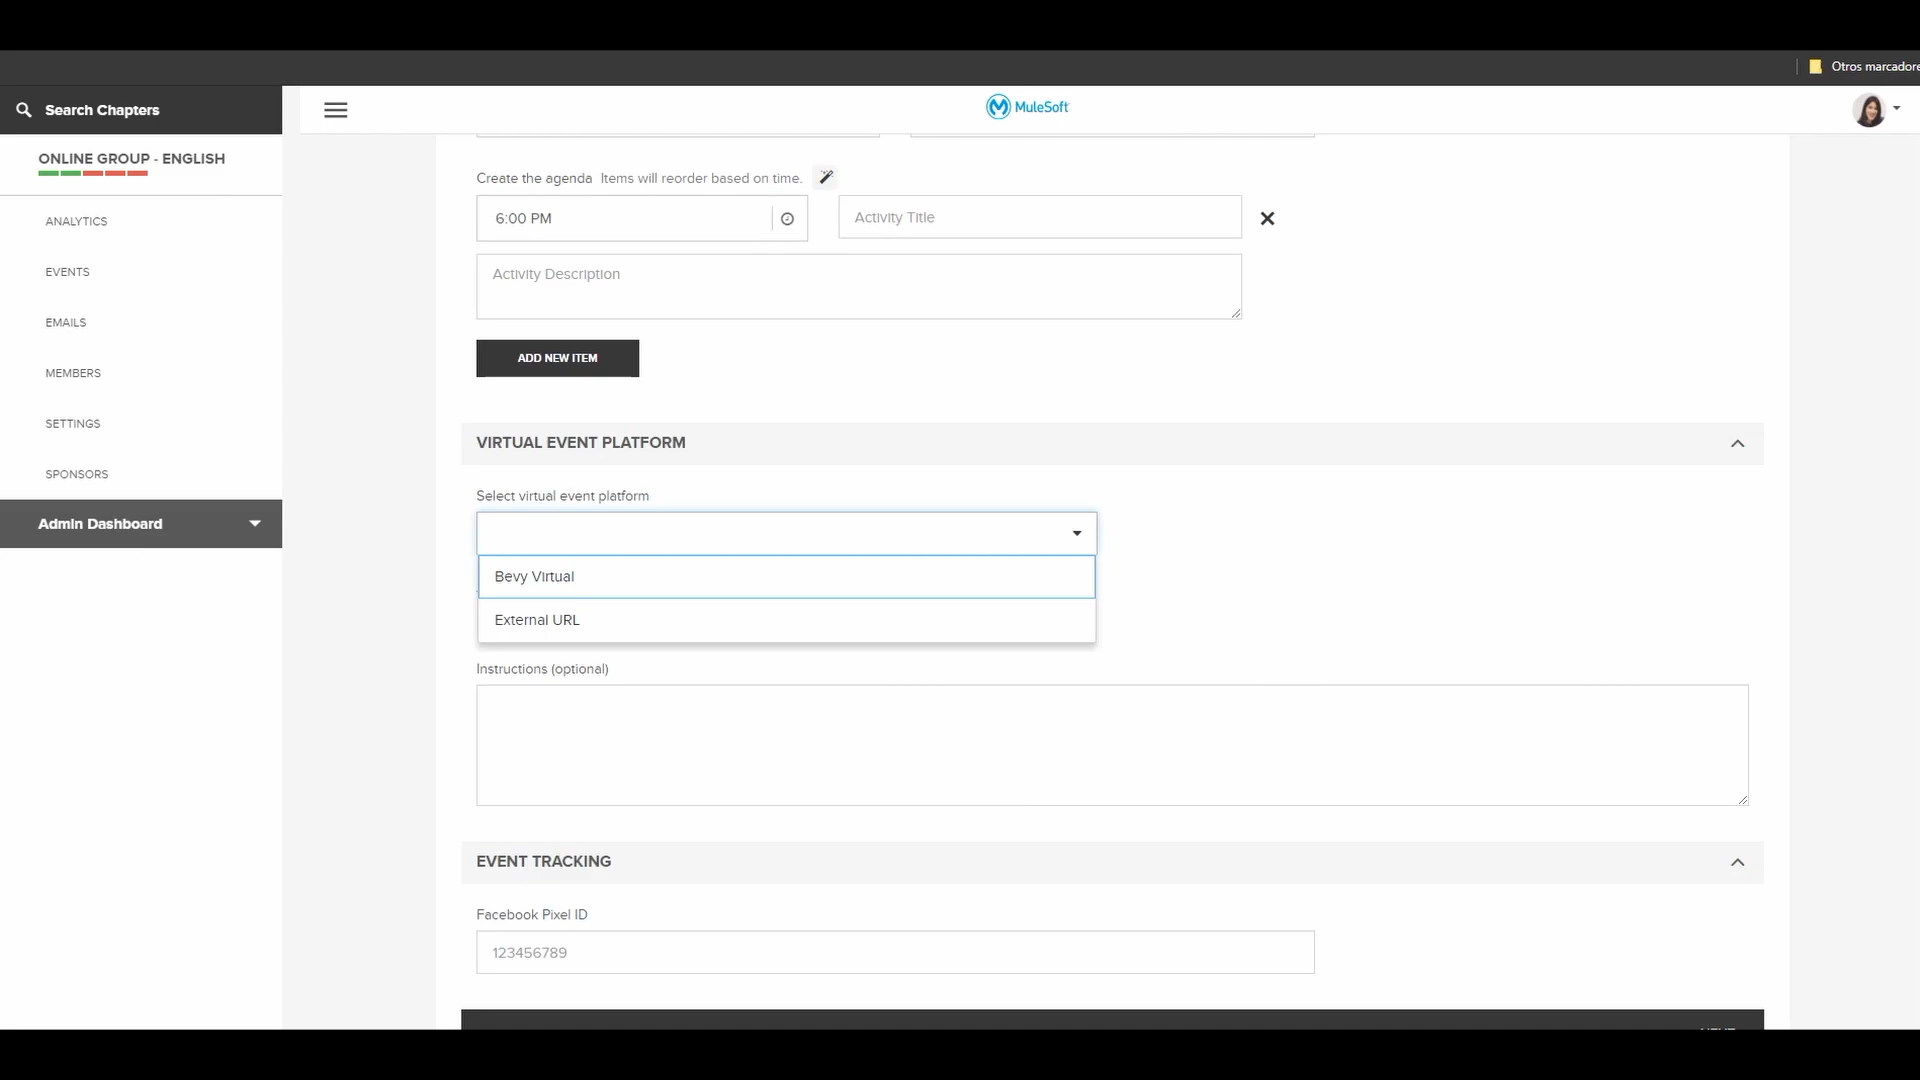 Otros marcadore
Search Chapters
MuleSoft
ONLINE GROUP - ENGLISH
ANALYTICS
EVENTS
EMAILS
MEMBERS
SETTINGS
SPONSORS
Admin Dashboard
Create the agenda Items will reorder based on time.
6:00 PM
Activity Title
Activity Description
ADD NEW ITEM
VIRTUAL EVENT PLATFORM
Select virtual event platform
Bevy Virtual
External URL
Instructions (optional)
EVENT TRACKING
Facebook Pixel ID
123456789